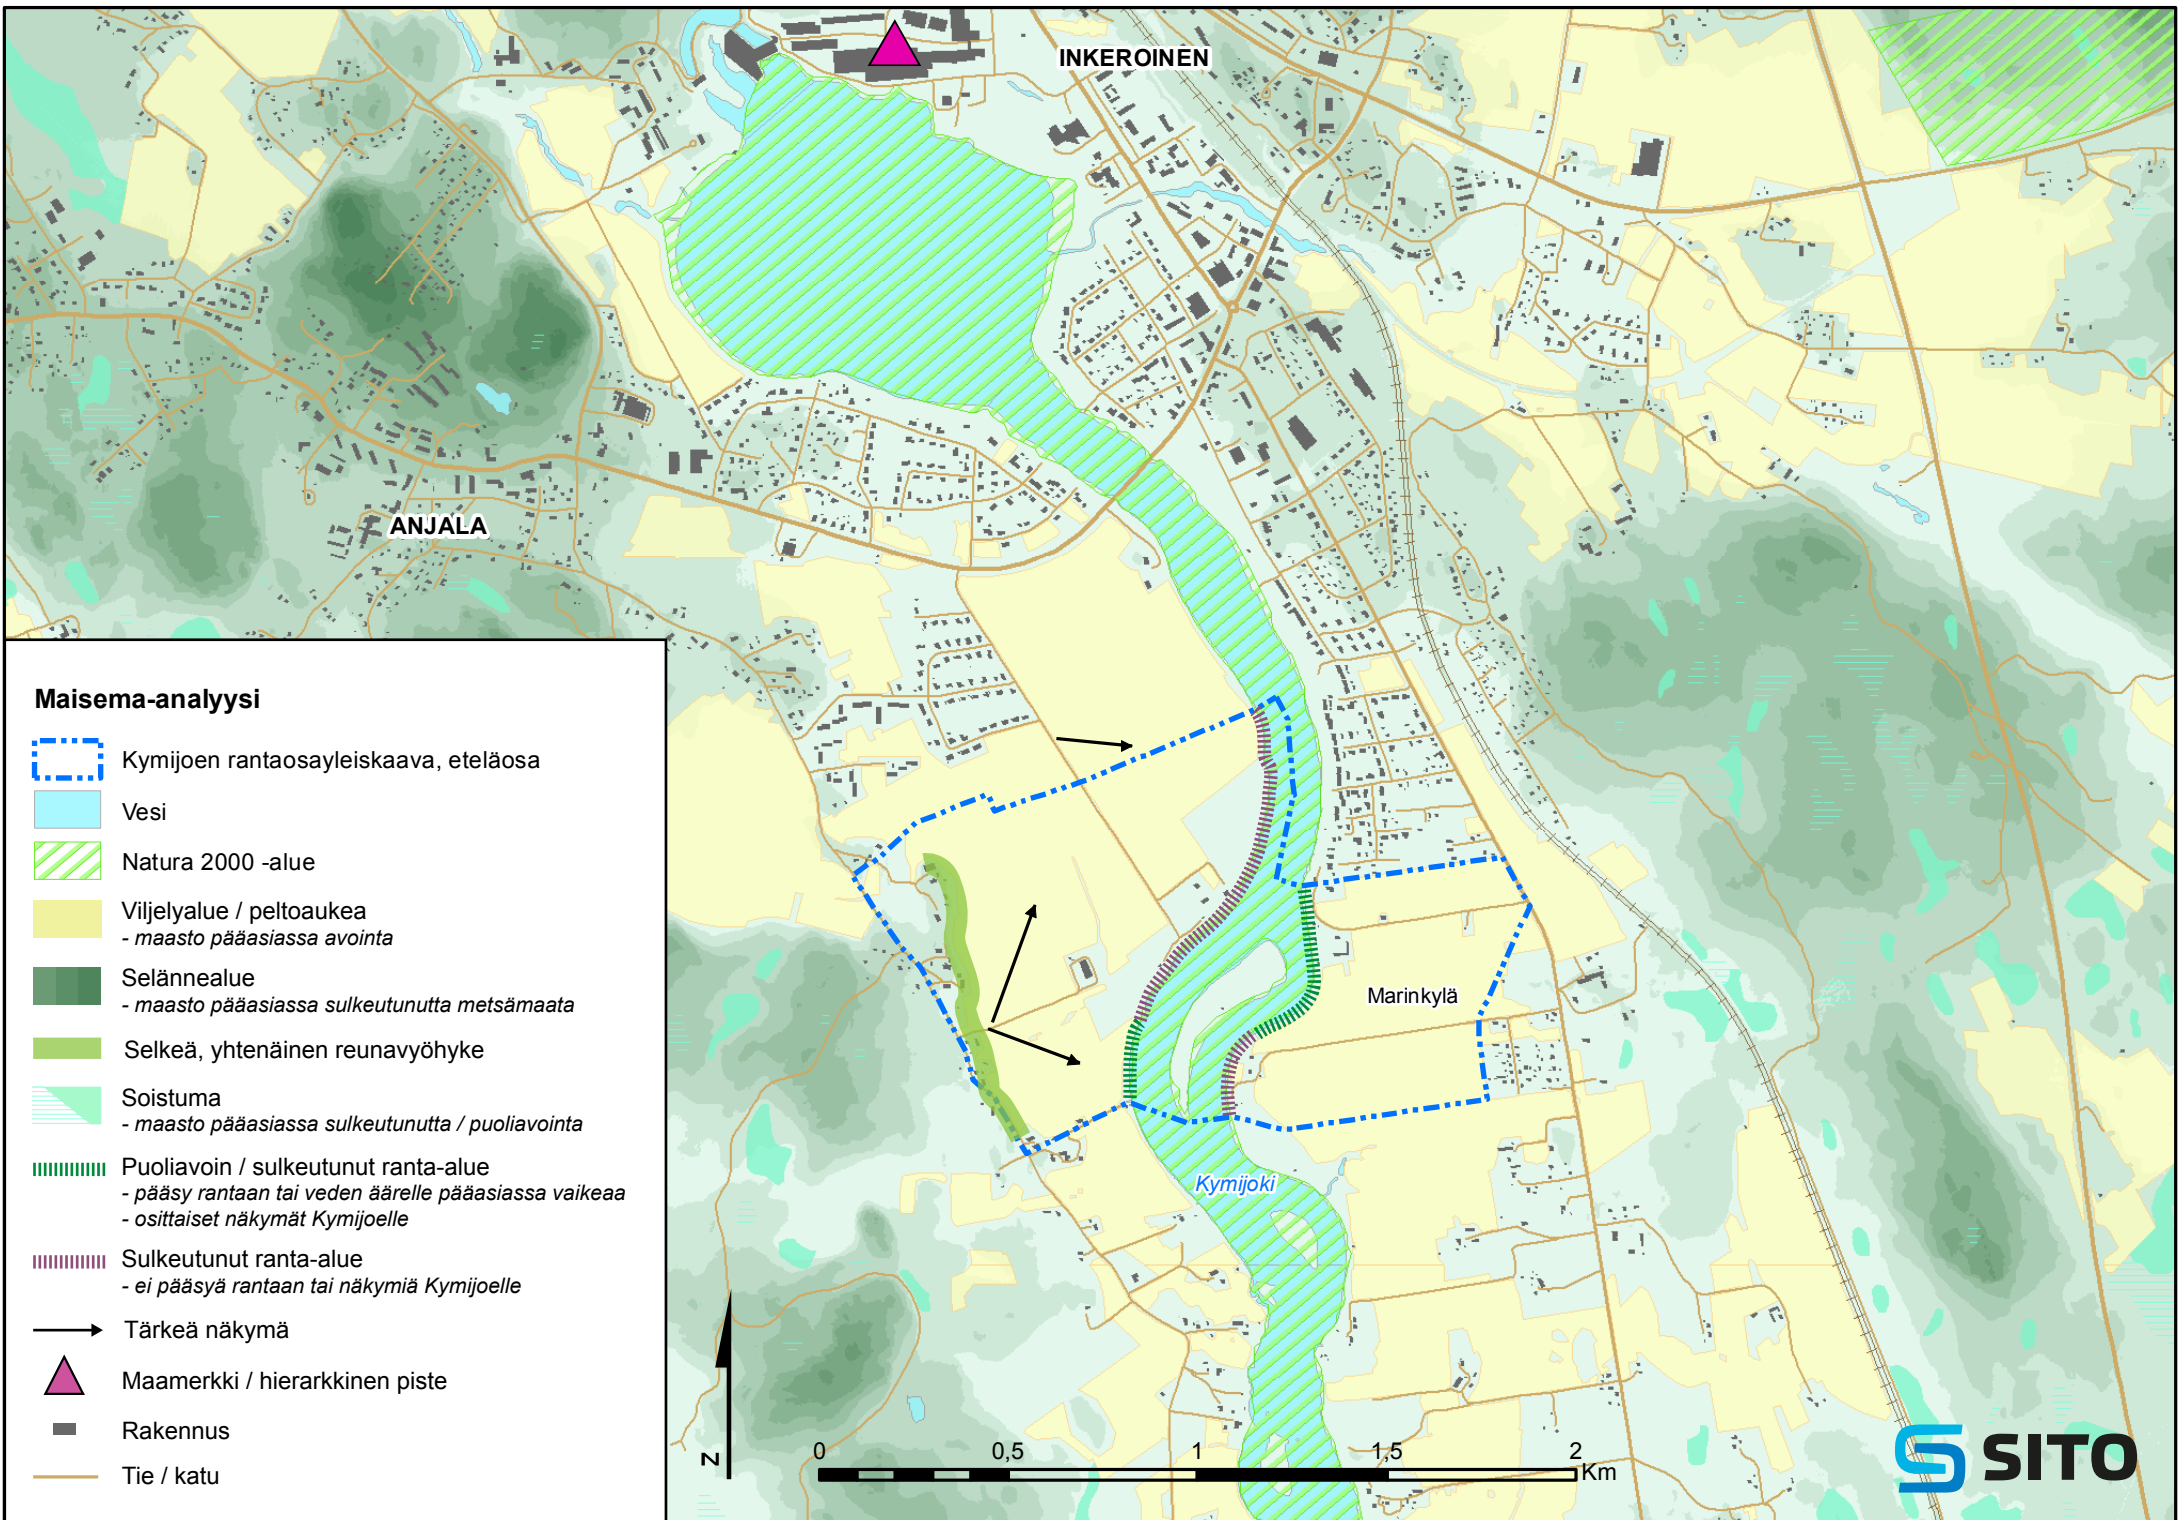 INKEROINEN
ANJALA
Marinkylä
Kymijoki
Maisema-analyysi
Kymijoen rantaosayleiskaava, eteläosa
Vesi
Natura 2000 -alue
Viljelyalue / peltoaukea
- maasto pääasiassa avointa
Selännealue
- maasto pääasiassa sulkeutunutta metsämaata
Selkeä, yhtenäinen reunavyöhyke
Soistuma
- maasto pääasiassa sulkeutunutta / puoliavointa
Puoliavoin / sulkeutunut ranta-alue
- pääsy rantaan tai veden äärelle pääasiassa vaikeaa
- osittaiset näkymät Kymijoelle
Sulkeutunut ranta-alue
- ei pääsyä rantaan tai näkymiä Kymijoelle
Tärkeä näkymä
Maamerkki / hierarkkinen piste
Rakennus
Tie / katu
N
0 0,5 1 1,5 2
Km
SITO